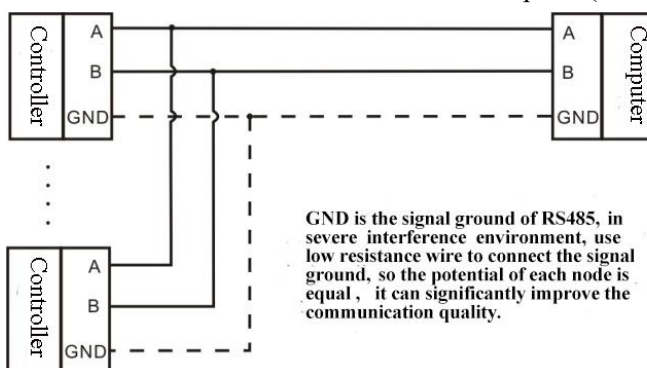 Controller
A
B
GND
A
B
GND
Computer
Controller
A
B
GND
GND is the signal ground of RS485, in
severe interference environment, use
low resistance wire to connect the signal
ground, so the potential of each node is
equal , it can significantly improve the
communication quality.